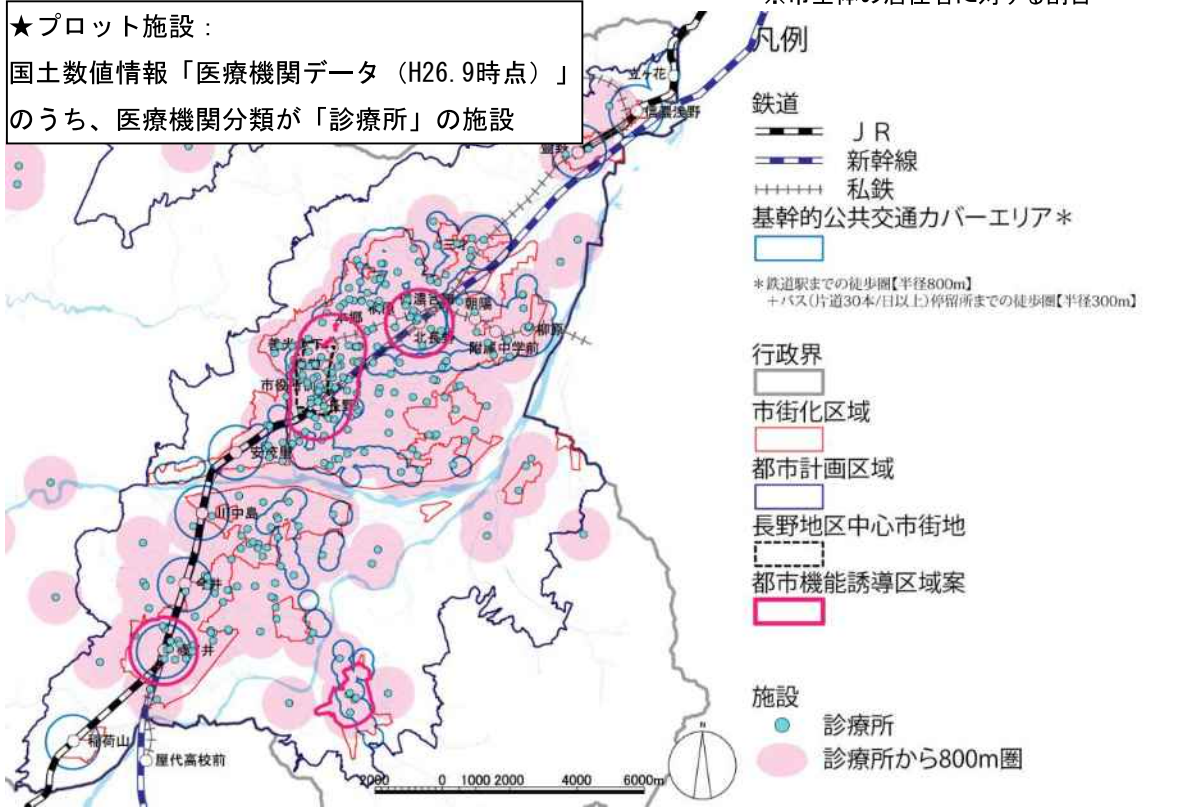 ★プロット施設：
国土数値情報「医療機関データ（H26.9時点）」
のうち、医療機関分類が「診療所」の施設
凡例
鉄道
ＪＲ
新幹線
私鉄
基幹的公共交通カバーエリア＊
＊鉄道駅までの徒歩圏【半径800m】
＋バス（片道30本/日以上）停留所までの徒歩圏【半径300m】
行政界
市街化区域
都市計画区域
長野地区中心市街地
都市機能誘導区域案
施設
診療所
診療所から800m圏
立ヶ花
信濃浅野
豊野
三才
朝陽
柳原
附属中学前
北長野
本郷
長野
安茂里
川中島
今井
篠ノ井
稲荷山
屋代高校前
N
2000 0 1000 2000 4000 6000m